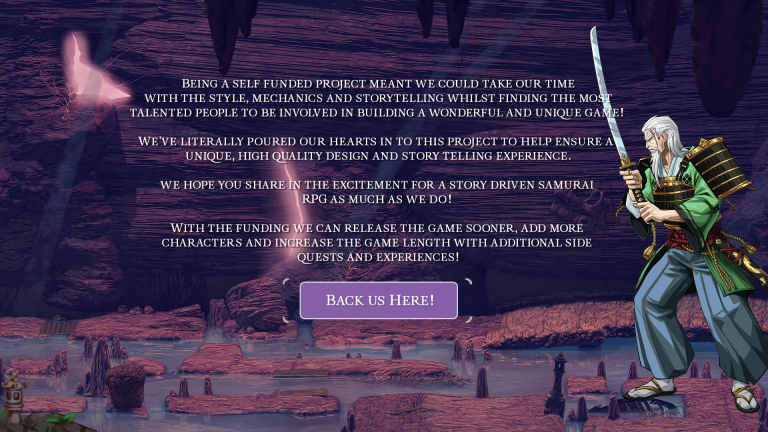 Being a self funded project meant we could take our time
with the style, mechanics and storytelling whilst finding the most
talented people to be involved in building a wonderful and unique game!
We've literally poured our hearts in to this project to help ensure a
unique, high quality design and story telling experience.
we hope you share in the excitement for a story driven samurai
RPG as much as we do!
With the funding we can release the game sooner, add more
characters and increase the game length with additional side
quests and experiences!
Back us Here!